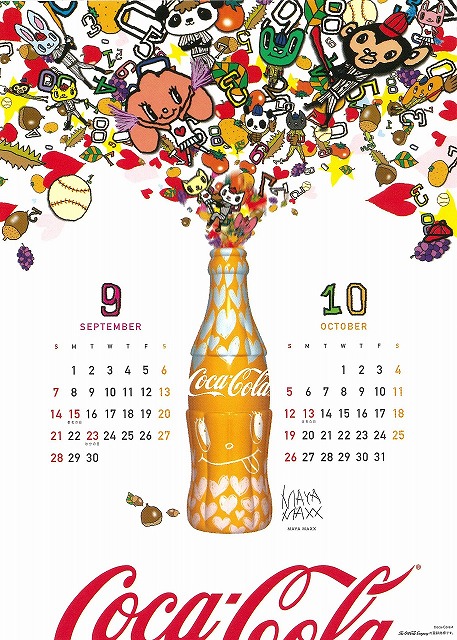 9
SEPTEMBER
S M T W T F S
1 2 3 4 5 6
7 8 9 10 11 12 13
14 15 16 17 18 19 20
21 22 23 24 25 26 27
28 29 30
10
OCTOBER
S M T W T F S
1 2 3 4
5 6 7 8 9 10 11
12 13 14 15 16 17 18
19 20 21 22 23 24 25
26 27 28 29 30 31
Coca-Cola
MAYA
MAXX
MAYA MAXX
Coca-Cola